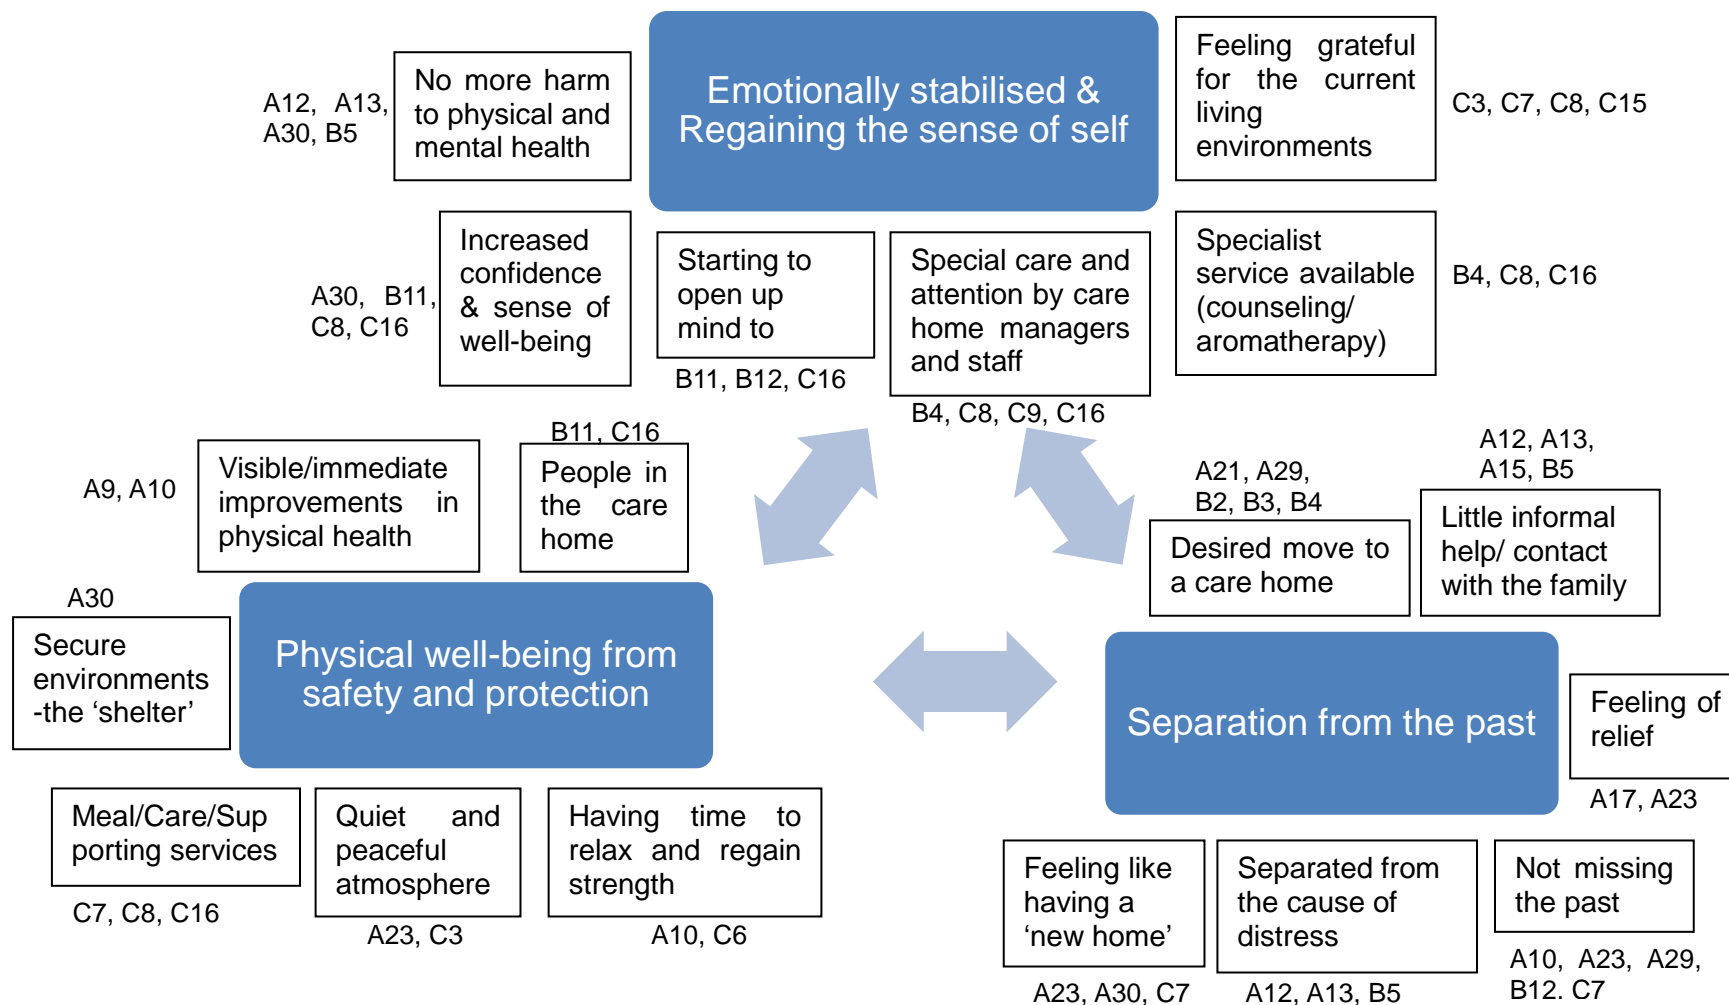 Emotionally stabilised &
Regaining the sense of self
No more harm
to physical and
mental health
A12, A13,
A30, B5
Feeling grateful
for the current
living
environments
C3, C7, C8, C15
Increased
confidence
& sense of
well-being
A30, B11,
C8, C16
Starting to
open up
mind to
B11, B12, C16
Special care and
attention by care
home managers
and staff
B4, C8, C9, C16
Specialist
service available
(counseling/
aromatherapy)
B4, C8, C16
Visible/immediate
improvements in
physical health
A9, A10
B11, C16
People in
the care
home
A21, A29,
B2, B3, B4
Desired move to
a care home
A12, A13,
A15, B5
Little informal
help/ contact
with the family
A30
Secure
environments
-the ‘shelter’
Physical well-being from
safety and protection
Separation from the past
Feeling of
relief
A17, A23
Meal/Care/Sup
porting services
C7, C8, C16
Quiet and
peaceful
atmosphere
A23, C3
Having time to
relax and regain
strength
A10, C6
Feeling like
having a
‘new home’
A23, A30, C7
Separated from
the cause of
distress
A12, A13, B5
Not missing
the past
A10, A23, A29,
B12. C7